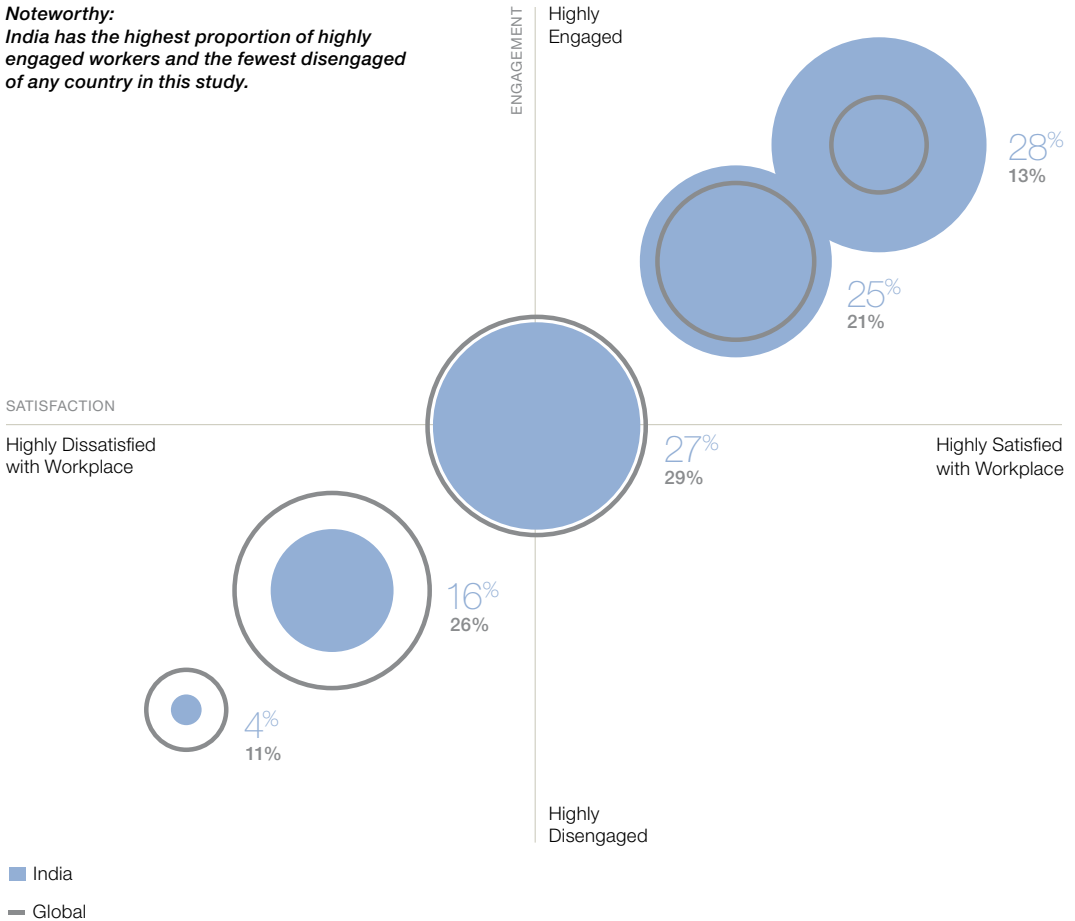 Noteworthy:
India has the highest proportion of highly
engaged workers and the fewest disengaged
of any country in this study.
ENGAGEMENT
Highly
Engaged
28%
13%
25%
21%
SATISFACTION
Highly Dissatisfied
with Workplace
27%
29%
Highly Satisfied
with Workplace
16%
26%
4%
11%
Highly
Disengaged
India
Global